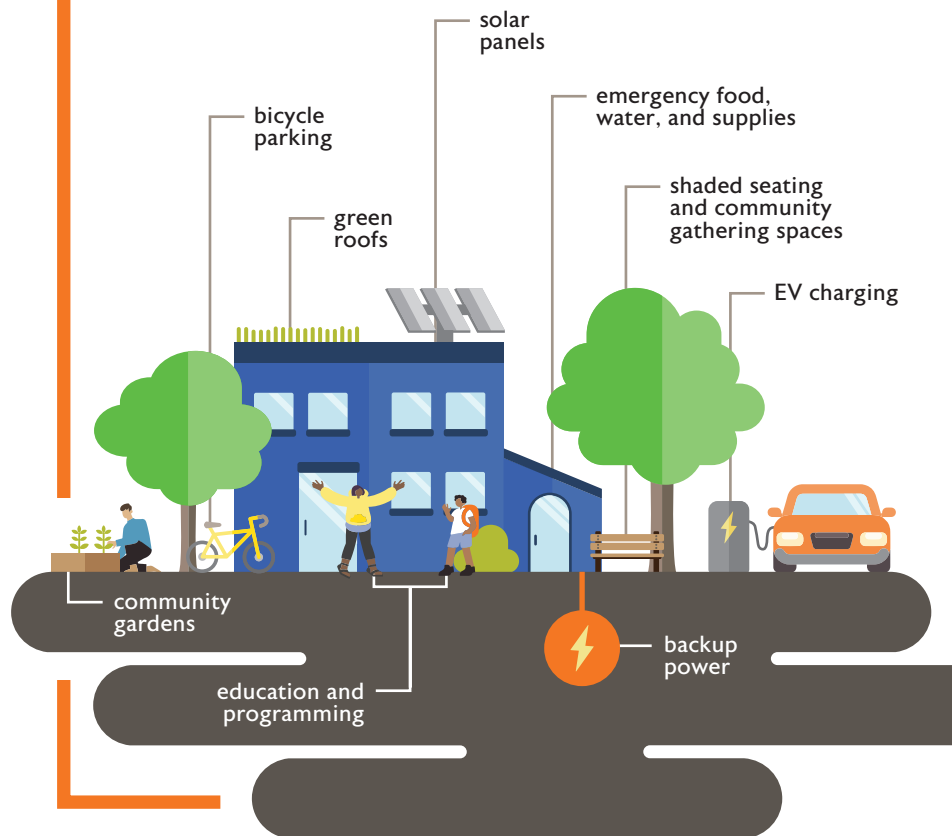 solar
panels
emergency food,
water, and supplies
bicycle
parking
shaded seating
and community
gathering spaces
green
roofs
EV charging
community
gardens
backup
power
education and
programming